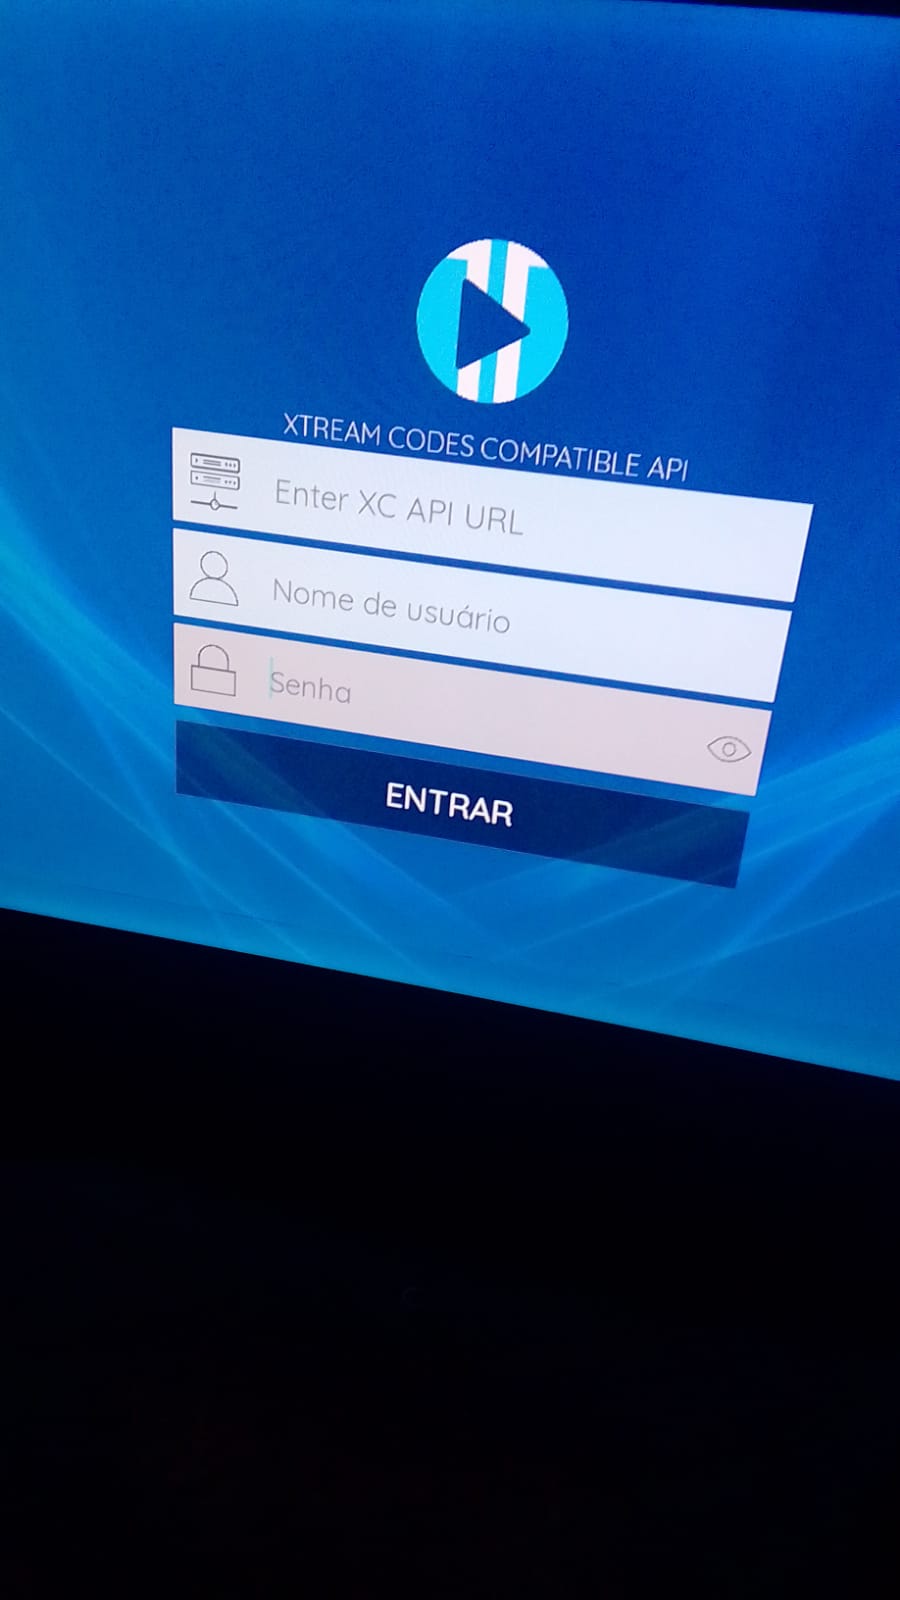 XTREAM CODES COMPATIBLE API
Enter XC API URL
Nome de usuário
Senha
ENTRAR